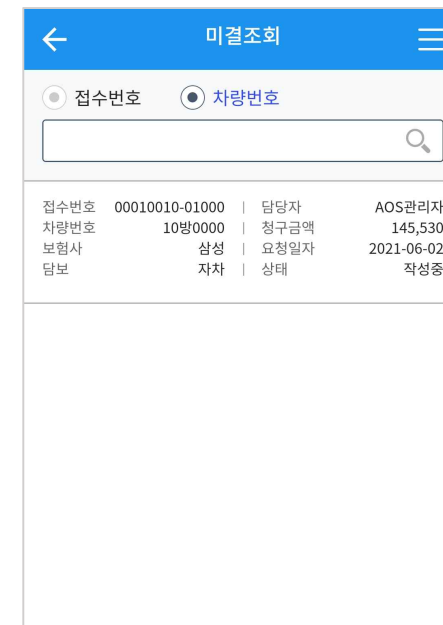 미결조회
접수번호 차량번호
접수번호 00010010-01000 | 담당자 AOS관리자
차량번호 10방0000 | 청구금액 145,530
보험사 삼성 | 요청일자 2021-06-02
담보 자차 | 상태 작성중